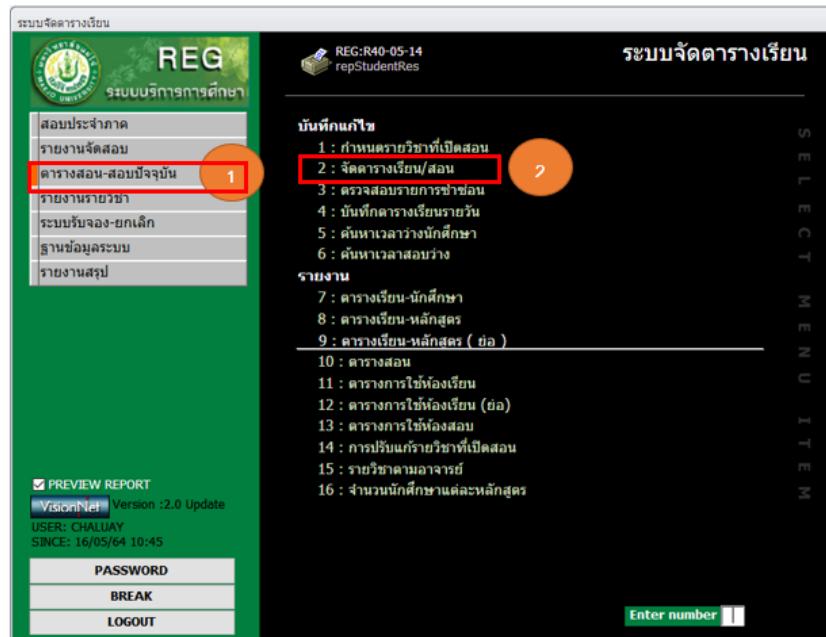 ระบบจัดตารางเรียน
REG
ระบบบริการการศึกษา
สอบประจำภาค
รายงานจัดสอบ
ตารางสอน-สอบปัจจุบัน
1
รายงานรายวิชา
ระบบรับจอง-ยกเลิก
ฐานข้อมูลระบบ
รายงานสรุป
PREVIEW REPORT
VisionNet Version :2.0 Update
USER: CHALUAY
SINCE: 16/05/64 10:45
PASSWORD
BREAK
LOGOUT
REG:R40-05-14
repStudentRes
ระบบจัดตารางเรียน
บันทึกแก้ไข
1 : กำหนดรายวิชาที่เปิดสอน
2 : จัดตารางเรียน/สอน
2
3 : ตรวจสอบรายการซ้ำซ้อน
4 : บันทึกตารางเรียนรายวัน
5 : ค้นหาเวลาว่างนักศึกษา
6 : ค้นหาเวลาสอบว่าง
รายงาน
7 : ตารางเรียน-นักศึกษา
8 : ตารางเรียน-หลักสูตร
9 : ตารางเรียน-หลักสูตร ( ย่อ )
10 : ตารางสอน
11 : ตารางการใช้ห้องเรียน
12 : ตารางการใช้ห้องเรียน (ย่อ)
13 : ตารางการใช้ห้องสอบ
14 : การปรับแก้รายวิชาที่เปิดสอน
15 : รายวิชาตามอาจารย์
16 : จำนวนนักศึกษาแต่ละหลักสูตร
SELECT MENU ITEM
Enter number